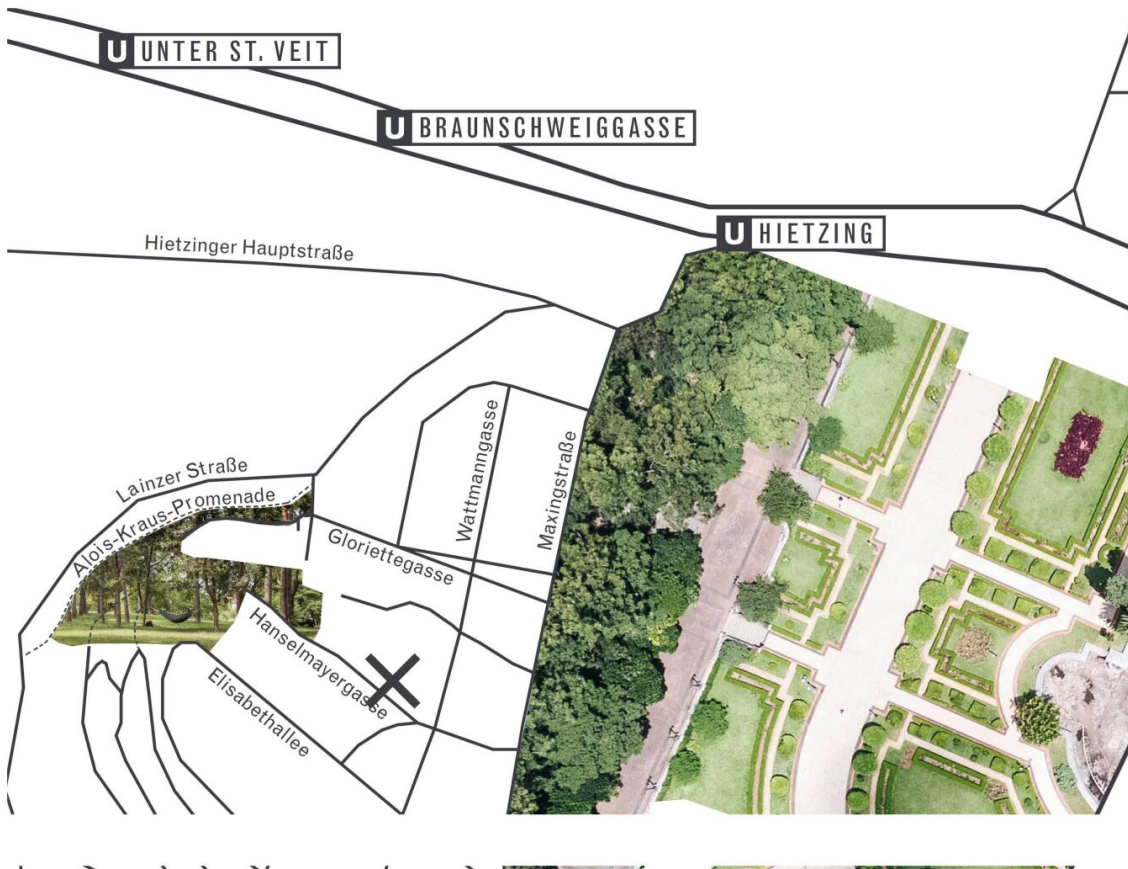 U UNTER ST. VEIT
U BRAUNSCHWEIGGASSE
U HIETZING
Hietzinger Hauptstraße
Lainzer Straße
Alois-Kraus-Promenade
Gloriettegasse
Wattmanngasse
Maxingstraße
Hanselmayergasse
Elisabethallee